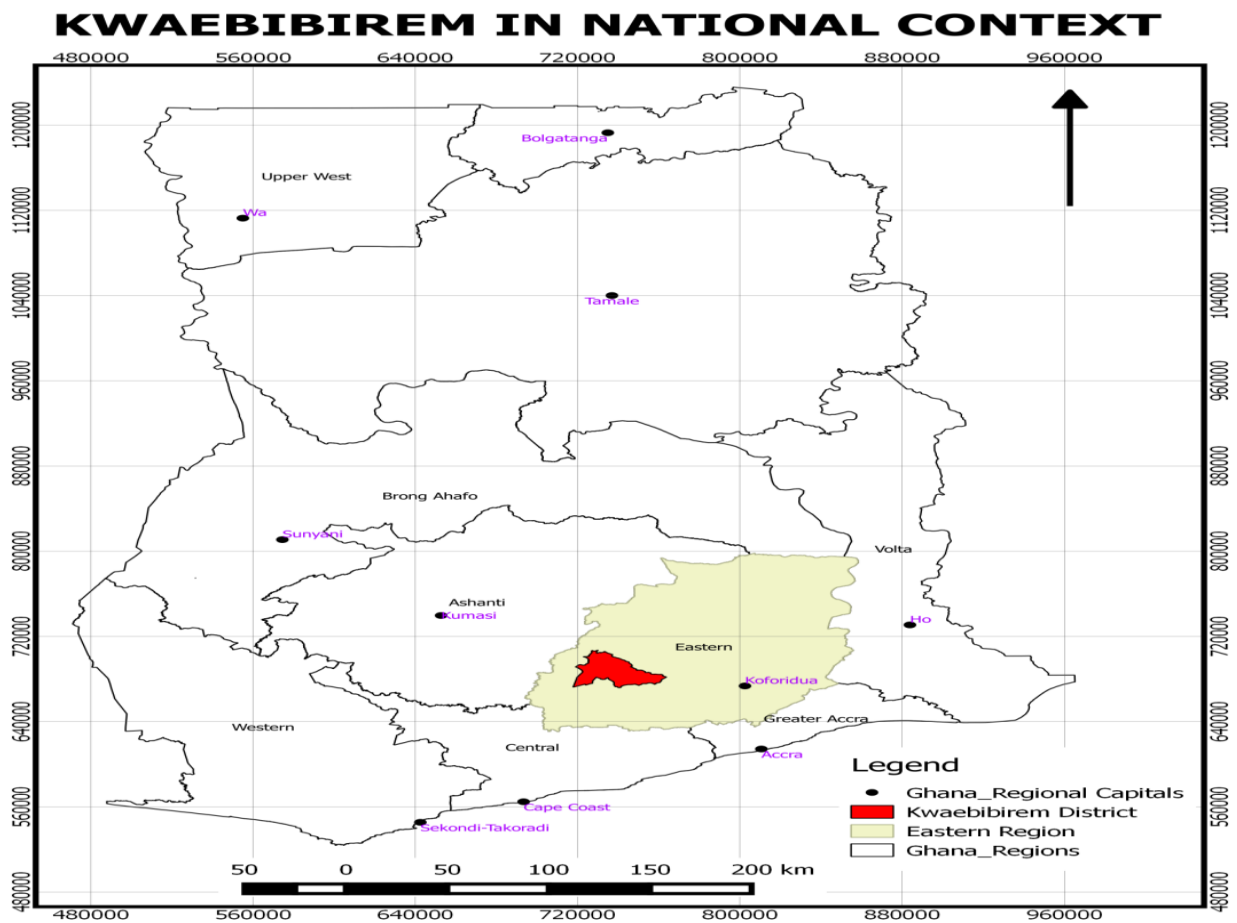 KWAEBIBIREM IN NATIONAL CONTEXT
480000 560000 640000 720000 800000 880000 960000
1200000 1200000
Bolgatanga
Upper West
Wa
1120000 1120000
1040000 1040000
Tamale
960000 960000
880000 880000
Brong Ahafo
Sunyani
800000 800000
Volta
Ashanti
Kumasi
Ho
720000 720000
Eastern
Koforidua
640000 640000
Greater Accra
Western
Central
Accra
Legend
Ghana_Regional Capitals
560000 560000
Cape Coast
Kwaebibirem District
Sekondi-Takoradi
Eastern Region
Ghana_Regions
50 0 50 100 150 200 km
480000 480000
480000 560000 640000 720000 800000 880000 960000